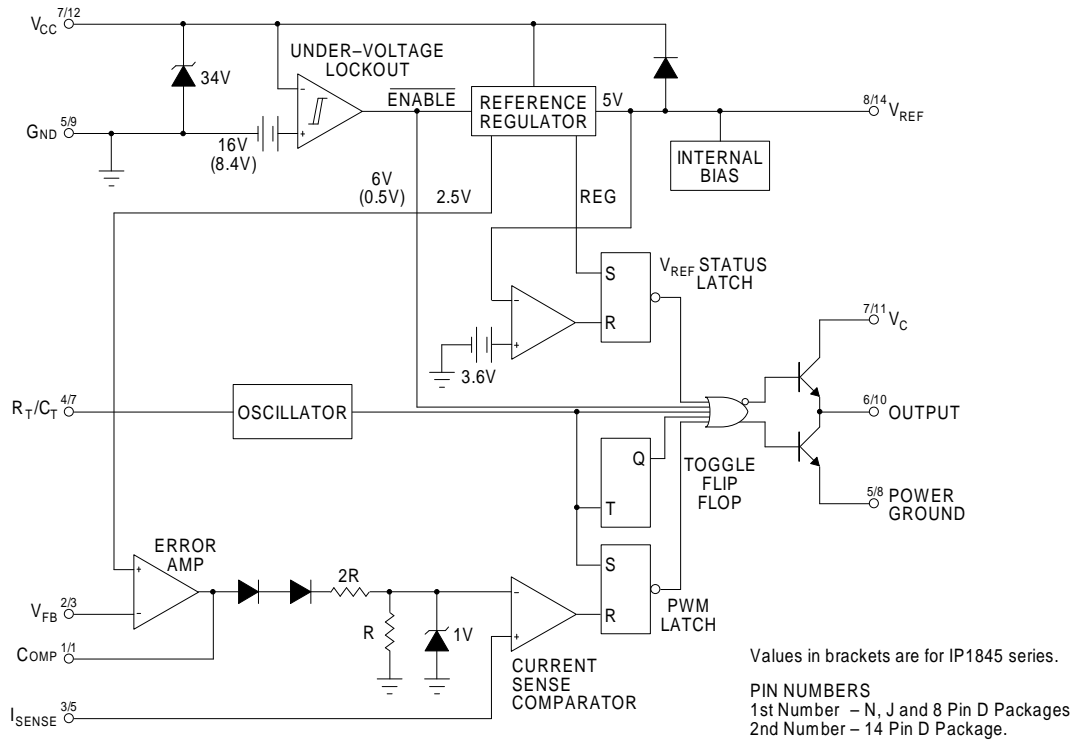 7/12
VCC
UNDER–VOLTAGE
LOCKOUT
34V
ENABLE
REFERENCE
REGULATOR
5V
8/14
VREF
GND 5/9
16V
(8.4V)
INTERNAL
BIAS
6V
(0.5V)
2.5V
REG
S
R
VREF STATUS
LATCH
–
+
3.6V
7/11
VC
RT/CT 4/7
OSCILLATOR
6/10
OUTPUT
Q
T
TOGGLE
FLIP
FLOP
5/8
POWER
GROUND
ERROR
AMP
+
–
2R
R
1V
–
+
S
R
PWM
LATCH
VFB 2/3
COMP 1/1
CURRENT
SENSE
COMPARATOR
ISENSE 3/5
Values in brackets are for IP1845 series.
PIN NUMBERS
1st Number – N, J and 8 Pin D Packages
2nd Number – 14 Pin D Package.